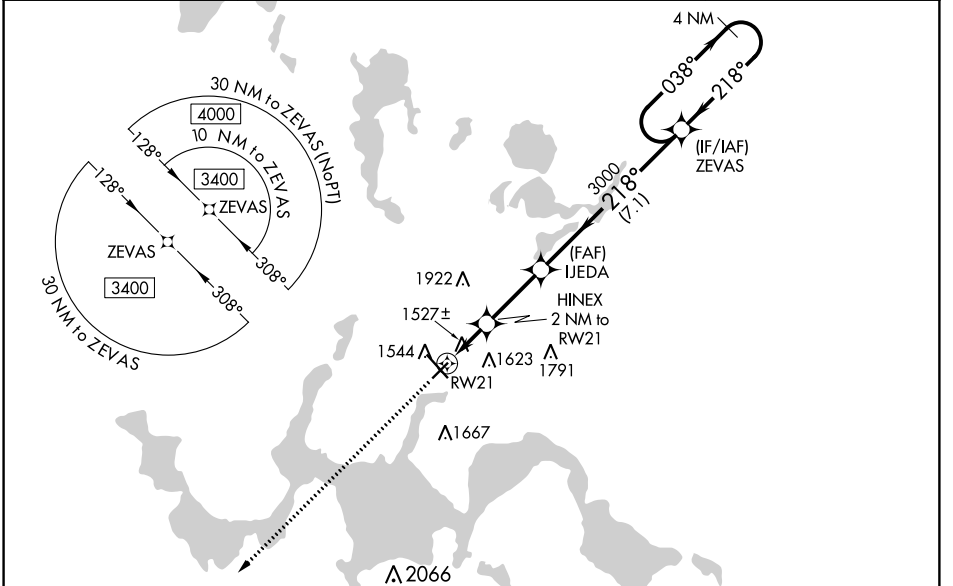 4 NM
038°
218°
(IF/IAF)
ZEVAS
3000
218°
(7.1)
30 NM to ZEVAS (NoPT)
4000
10 NM to ZEVAS
3400
128°
ZEVAS
308°
128°
ZEVAS
3400
308°
30 NM to ZEVAS
(FAF)
IJEDA
HINEX
2 NM to
RW21
1922
1527±
1544
1623
1791
RW21
1667
2066